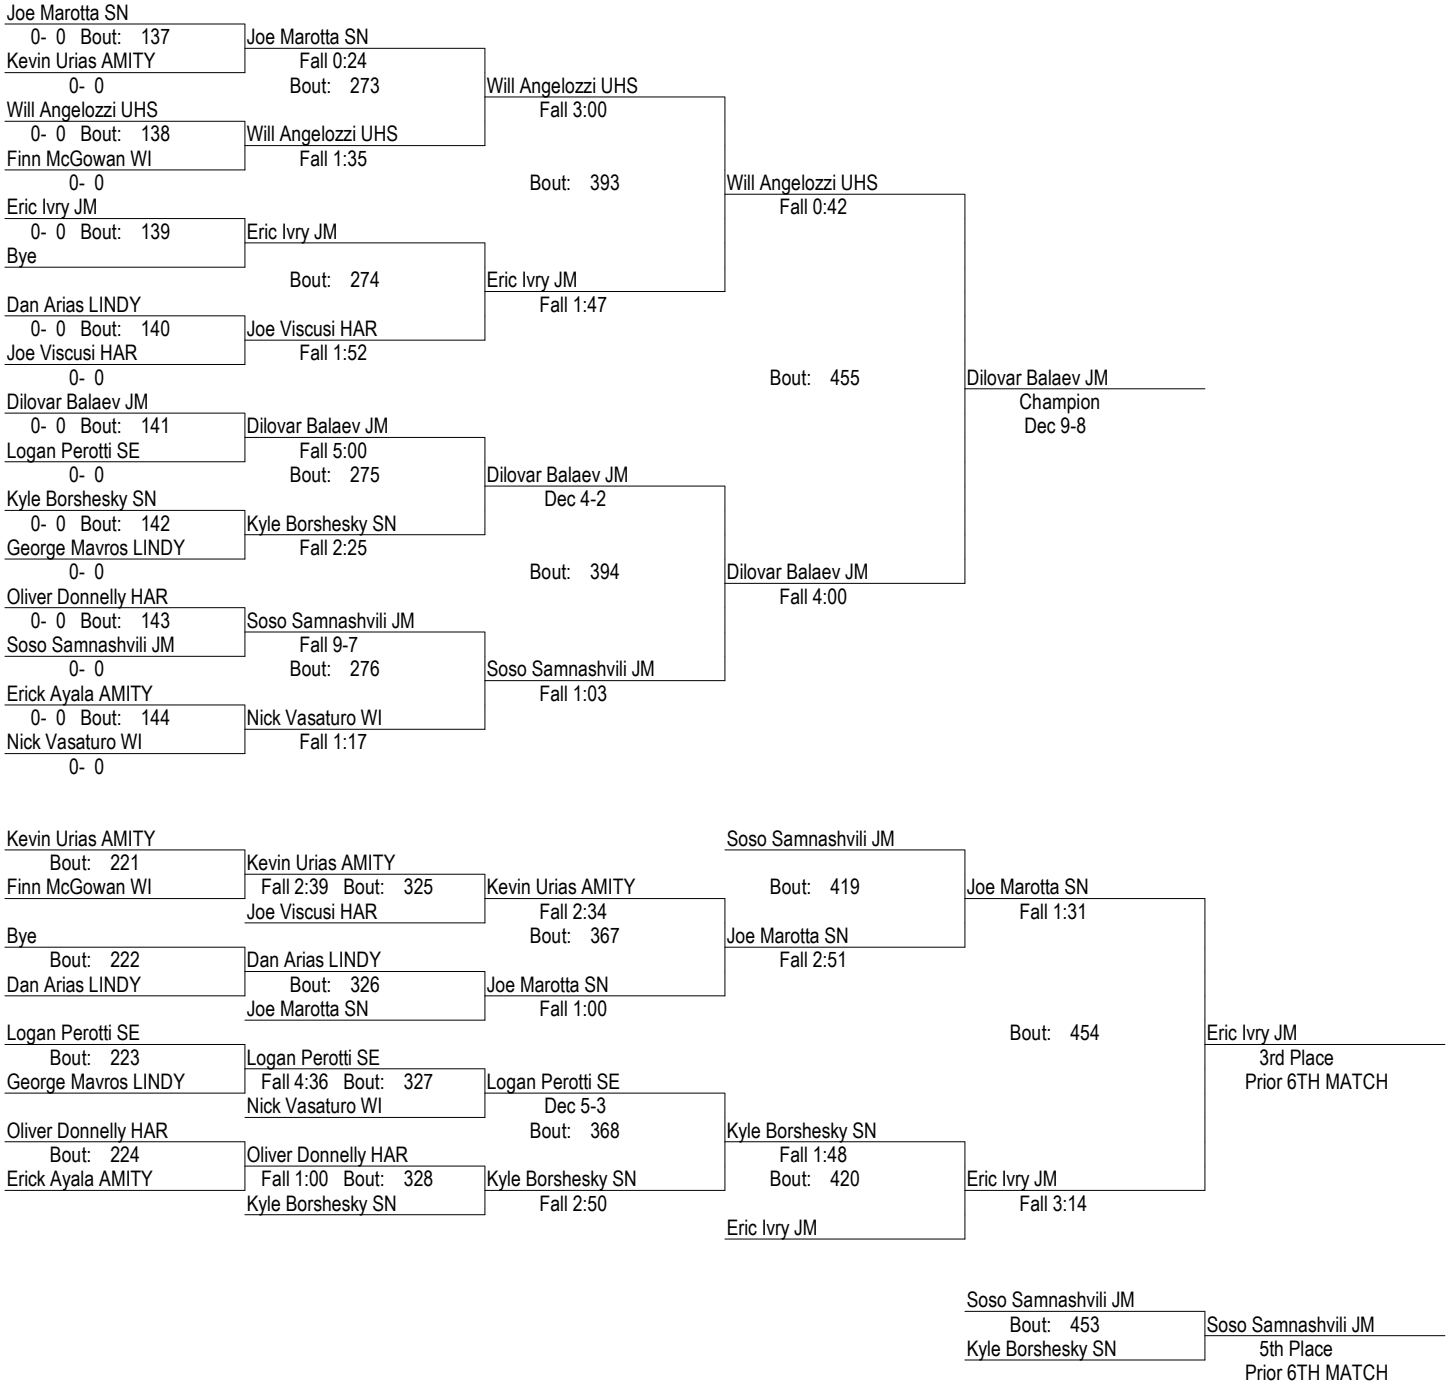 Joe Marotta SN
0- 0 Bout: 137 Joe Marotta SN
Kevin Urias AMITY Fall 0:24
0- 0 Bout: 273 Will Angelozzi UHS
Will Angelozzi UHS Fall 3:00
0- 0 Bout: 138 Will Angelozzi UHS
Finn McGowan WI Fall 1:35
0- 0 Bout: 393 Will Angelozzi UHS
Eric Ivry JM Fall 0:42
0- 0 Bout: 139 Eric Ivry JM
Bye
Bout: 274 Eric Ivry JM
Dan Arias LINDY Fall 1:47
0- 0 Bout: 140 Joe Viscusi HAR
Joe Viscusi HAR Fall 1:52
0- 0 Bout: 455 Dilovar Balaev JM
Dilovar Balaev JM Champion
0- 0 Bout: 141 Dilovar Balaev JM Dec 9-8
Logan Perotti SE Fall 5:00
0- 0 Bout: 275 Dilovar Balaev JM
Kyle Borshesky SN Dec 4-2
0- 0 Bout: 142 Kyle Borshesky SN
George Mavros LINDY Fall 2:25
0- 0 Bout: 394 Dilovar Balaev JM
Oliver Donnelly HAR Fall 4:00
0- 0 Bout: 143 Soso Samnashvili JM
Soso Samnashvili JM Fall 9-7
0- 0 Bout: 276 Soso Samnashvili JM
Erick Ayala AMITY Fall 1:03
0- 0 Bout: 144 Nick Vasaturo WI
Nick Vasaturo WI Fall 1:17
0- 0
Kevin Urias AMITY Soso Samnashvili JM
Bout: 221 Kevin Urias AMITY
Finn McGowan WI Fall 2:39 Bout: 325 Kevin Urias AMITY Bout: 419 Joe Marotta SN
Joe Viscusi HAR Fall 2:34 Fall 1:31
Bye Bout: 367 Joe Marotta SN
Bout: 222 Dan Arias LINDY Fall 2:51
Dan Arias LINDY Bout: 326 Joe Marotta SN
Joe Marotta SN Fall 1:00
Logan Perotti SE Bout: 454 Eric Ivry JM
Bout: 223 Logan Perotti SE 3rd Place
George Mavros LINDY Fall 4:36 Bout: 327 Logan Perotti SE Prior 6TH MATCH
Nick Vasaturo WI Dec 5-3
Oliver Donnelly HAR Bout: 368 Kyle Borshesky SN
Bout: 224 Oliver Donnelly HAR Fall 1:48
Erick Ayala AMITY Fall 1:00 Bout: 328 Kyle Borshesky SN Bout: 420 Eric Ivry JM
Kyle Borshesky SN Fall 2:50 Fall 3:14
Eric Ivry JM
Soso Samnashvili JM
Bout: 453 Soso Samnashvili JM
Kyle Borshesky SN 5th Place
Prior 6TH MATCH